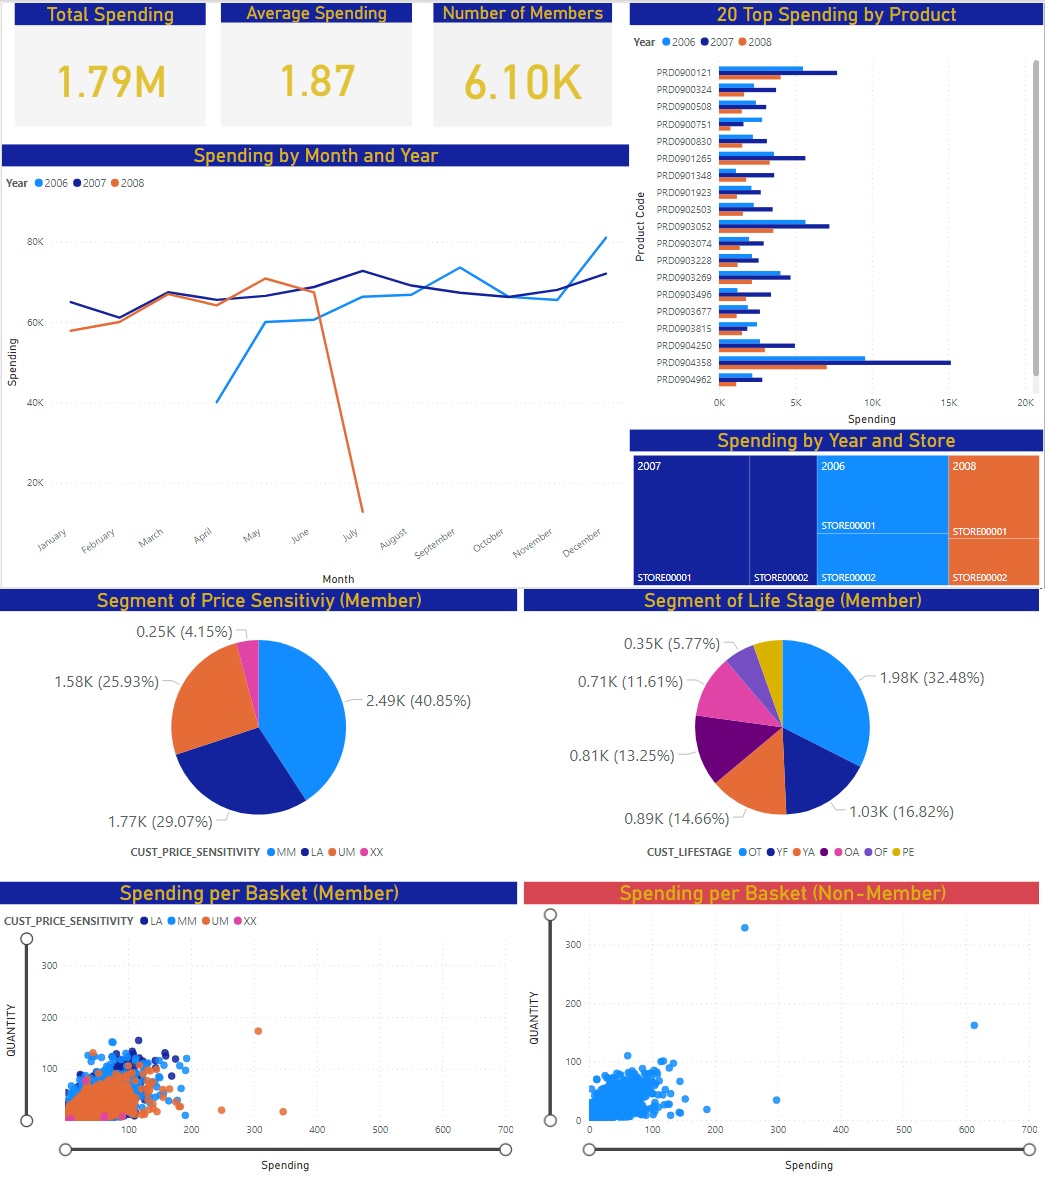 Total Spending
1.79M
Average Spending
1.87
Number of Members
6.10K
Spending by Month and Year
Year 2006 2007 2008
80K
60K
40K
20K
Spending
January February March April May June July August September October November December
Month
20 Top Spending by Product
Year 2006 2007 2008
Product Code
PRD0900121
PRD0900324
PRD0900508
PRD0900751
PRD0900830
PRD0901265
PRD0901348
PRD0901923
PRD0902503
PRD0903052
PRD0903074
PRD0903228
PRD0903269
PRD0903496
PRD0903677
PRD0903815
PRD0904250
PRD0904358
PRD0904962
0K 5K 10K 15K 20K
Spending
Spending by Year and Store
2007 2006 2008
STORE00001 STORE00001
STORE00001 STORE00002 STORE00002 STORE00002
Segment of Price Sensitiviy (Member)
0.25K (4.15%)
1.58K (25.93%)
2.49K (40.85%)
1.77K (29.07%)
CUST_PRICE_SENSITIVITY MM LA UM XX
Segment of Life Stage (Member)
0.35K (5.77%)
1.98K (32.48%)
0.71K (11.61%)
0.81K (13.25%)
1.03K (16.82%)
0.89K (14.66%)
CUST_LIFESTAGE OT YF YA OA OF PE
Spending per Basket (Member)
CUST_PRICE_SENSITIVITY LA MM UM XX
300
200
100
QUANTITY
100 200 300 400 500 600 700
Spending
Spending per Basket (Non-Member)
300
200
100
0
QUANTITY
0 100 200 300 400 500 600 700
Spending